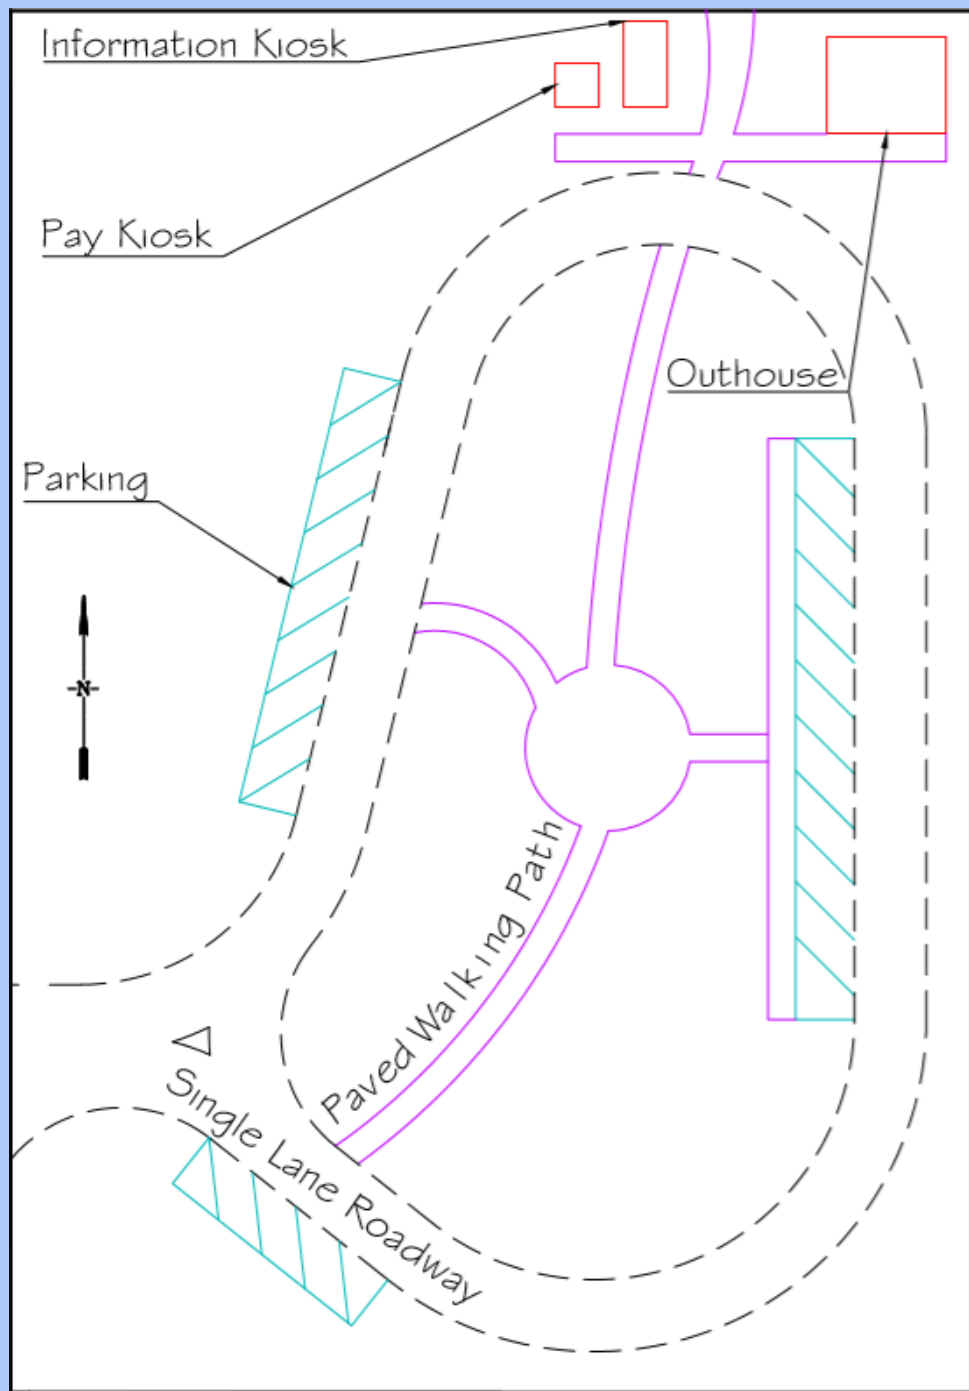 Information Kiosk
Pay Kiosk
Outhouse
Parking
N
Paved Walking Path
Single Lane Roadway